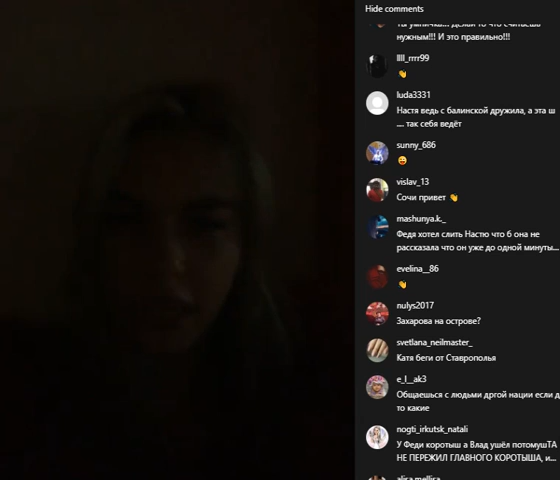 Hide comments
нужным!!! И это правильно!!!
llll_rrrr99
luda3331
Настя ведь с балинской дружила, а эта ш
.... так себя ведёт
sunny_686
vislav_13
Сочи привет 👋
mashunya.k._
Федя хотел слить Настю что б она не
рассказала что он уже до одной минуты...
evelina__86
nulys2017
Захарова на острове?
svetlana_neilmaster_
Катя беги от Ставрополья
e_l__ak3
Общаешься с людьми дргой нации если д
то какие
nogti_irkutsk_natali
У Феди коротыш а Влад ушёл потомушТА
НЕ ПЕРЕЖИЛ ГЛАВНОГО КОРОТЫША, и...